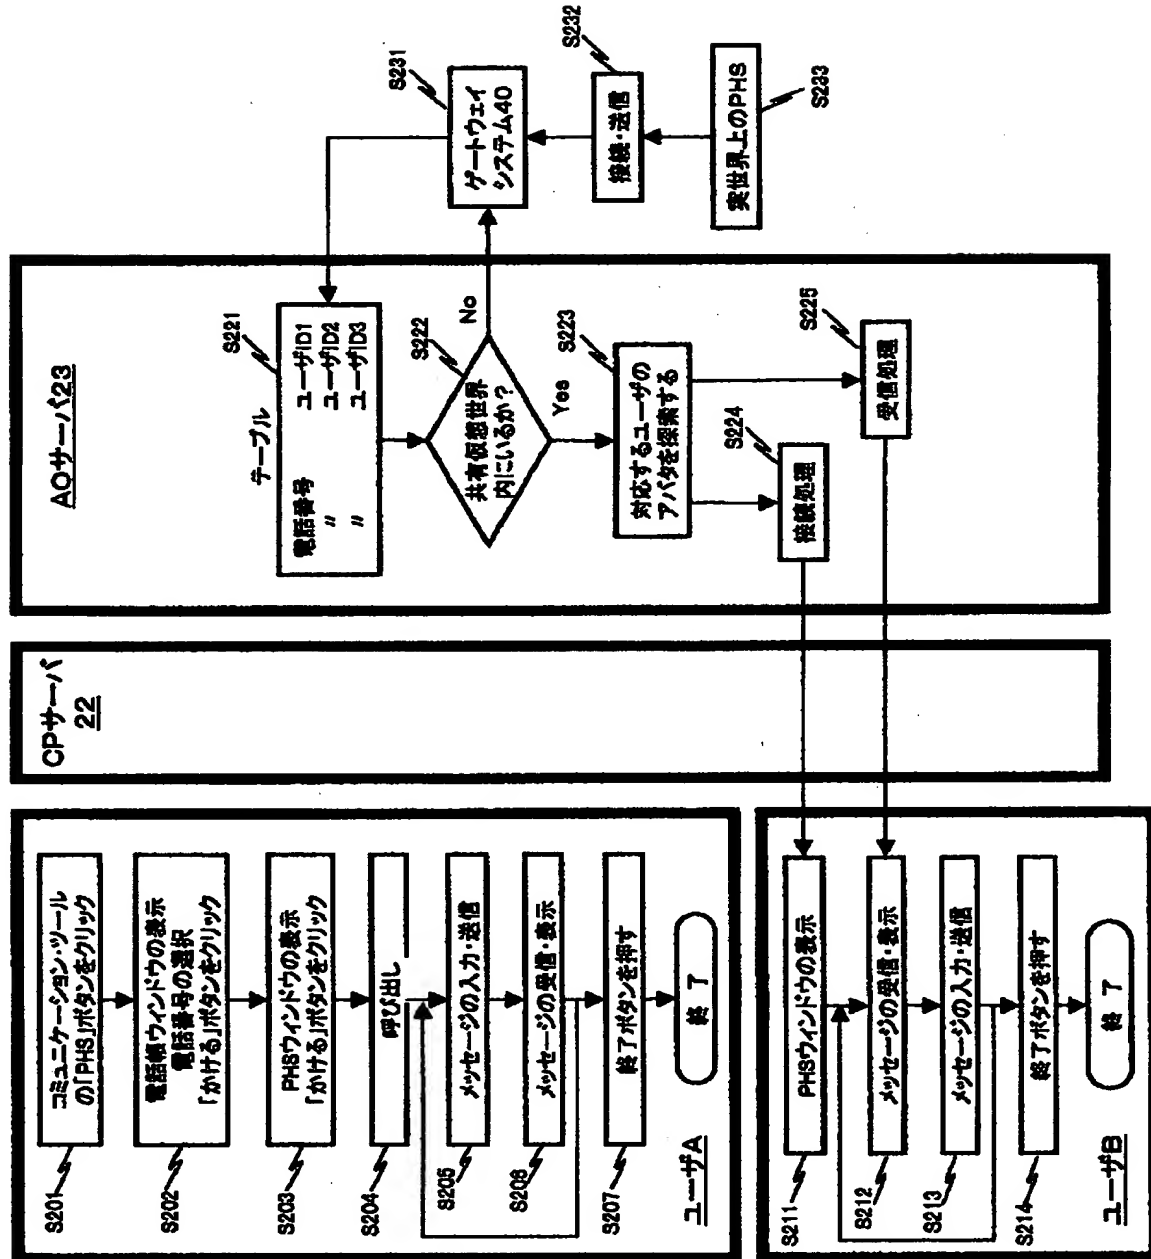 ユーザA
S201
コミュニケーション・ツール
の「PHS」ボタンをクリック
S202
電話帳ウィンドウの表示
電話番号の選択
「かける」ボタンをクリック
S203
PHSウィンドウの表示
「かける」ボタンをクリック
S204
呼び出し
S205
メッセージの入力・送信
S206
メッセージの受信・表示
S207
終了ボタンを押す
終 了
ユーザB
S211
PHSウィンドウの表示
S212
メッセージの受信・表示
S213
メッセージの入力・送信
S214
終了ボタンを押す
終 了
CPサーバ
22
AOサーバ23
テーブル
S221
電話番号 ユーザID1
〃 ユーザID2
〃 ユーザID3
S222
共有仮想世界
内にいるか?
No
Yes
S223
対応するユーザの
アバタを探索する
S224
接続処理
S225
受信処理
S231
ゲートウェイ
システム40
S232
接続・送信
S233
実世界上のPHS